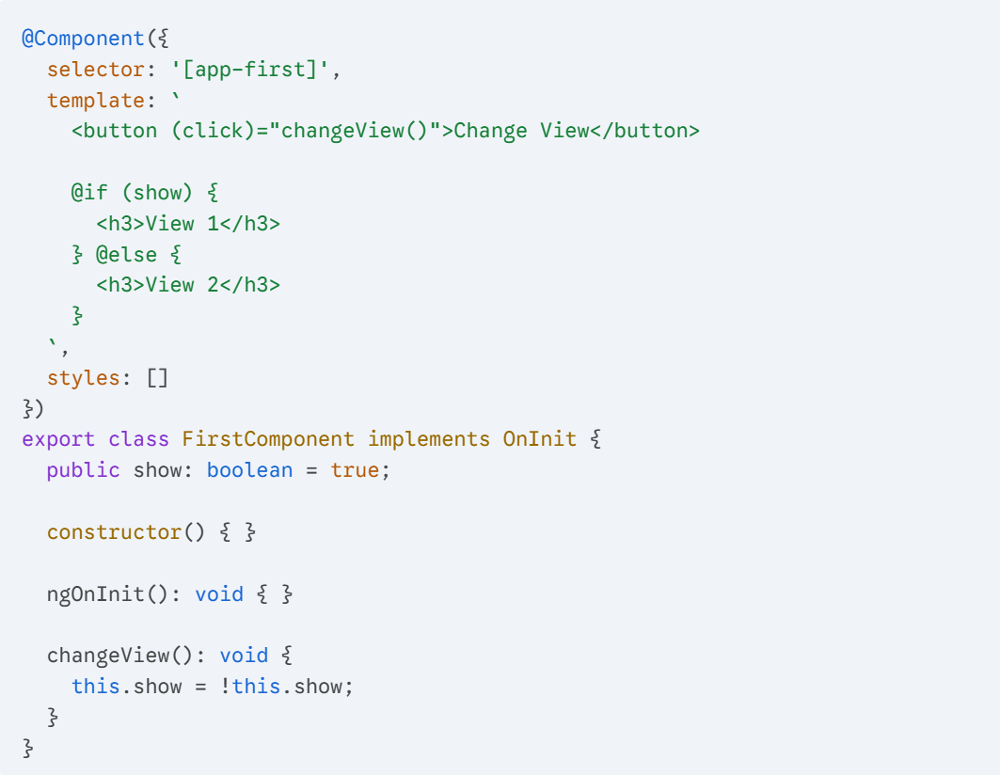 @Component({
  selector: '[app-first]',
  template: `
    <button (click)="changeView()">Change View</button>

    @if (show) {
      <h3>View 1</h3>
    } @else {
      <h3>View 2</h3>
    }
  `,
  styles: []
})
export class FirstComponent implements OnInit {
  public show: boolean = true;

  constructor() { }

  ngOnInit(): void { }

  changeView(): void {
    this.show = !this.show;
  }
}